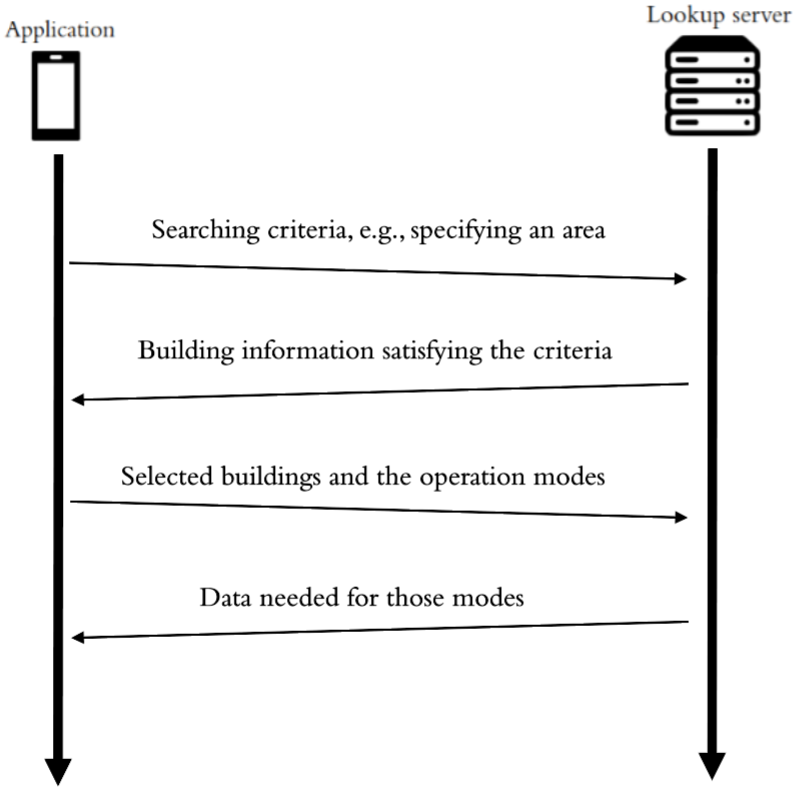 Application
Lookup server
Searching criteria, e.g., specifying an area
Building information satisfying the criteria
Selected buildings and the operation modes
Data needed for those modes